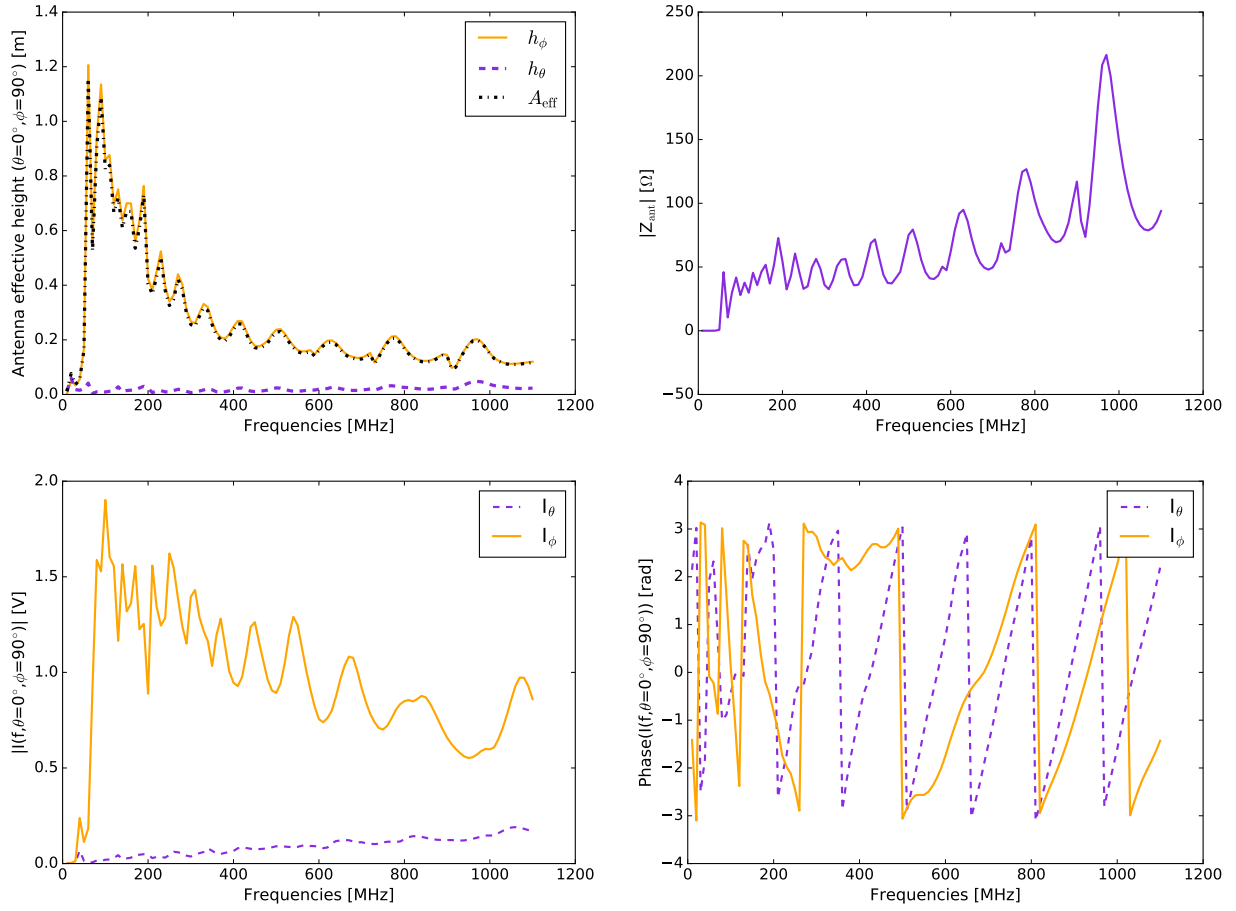 Antenna effective height (θ=0°,ϕ=90°) [m]
1.4
1.2
1.0
0.8
0.6
0.4
0.2
0.0
0 200 400 600 800 1000 1200
Frequencies [MHz]
h_ϕ
h_θ
A_eff
|Z_ant| [Ω]
250
200
150
100
50
0
−50
0 200 400 600 800 1000 1200
Frequencies [MHz]
|l(f,θ=0°,ϕ=90°)| [V]
2.0
1.5
1.0
0.5
0.0
0 200 400 600 800 1000 1200
Frequencies [MHz]
l_θ
l_ϕ
Phase(l(f,θ=0°,ϕ=90°)) [rad]
4
3
2
1
0
−1
−2
−3
−4
0 200 400 600 800 1000 1200
Frequencies [MHz]
l_θ
l_ϕ